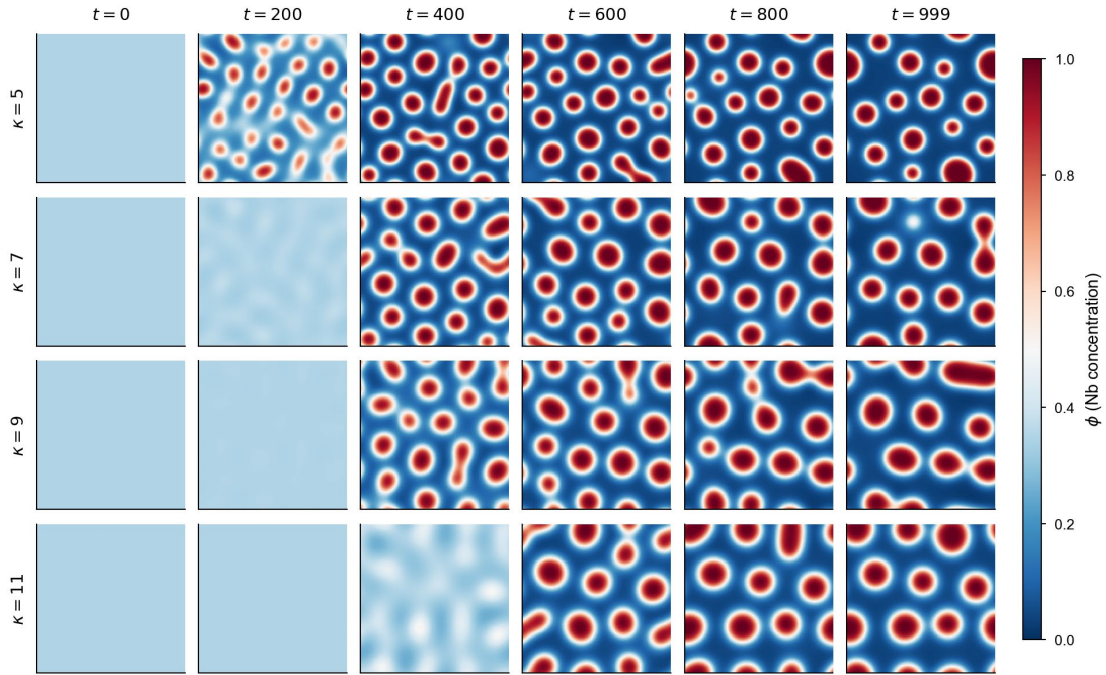 t = 0
t = 200
t = 400
t = 600
t = 800
t = 999
κ = 5
κ = 7
κ = 9
κ = 11
1.0
0.8
0.6
0.4
0.2
0.0
ϕ (Nb concentration)